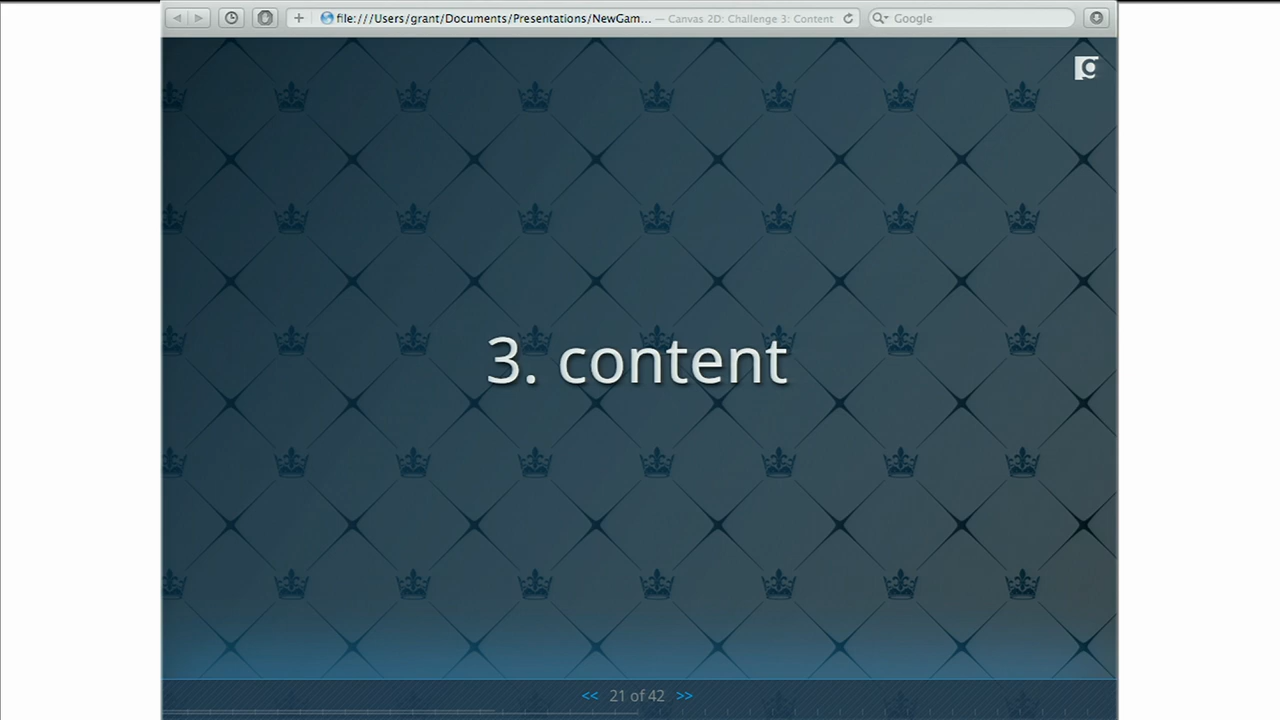 file:///Users/grant/Documents/Presentations/NewGam... — Canvas 2D: Challenge 3: Content
Google
g
3. content
<< 21 of 42 >>